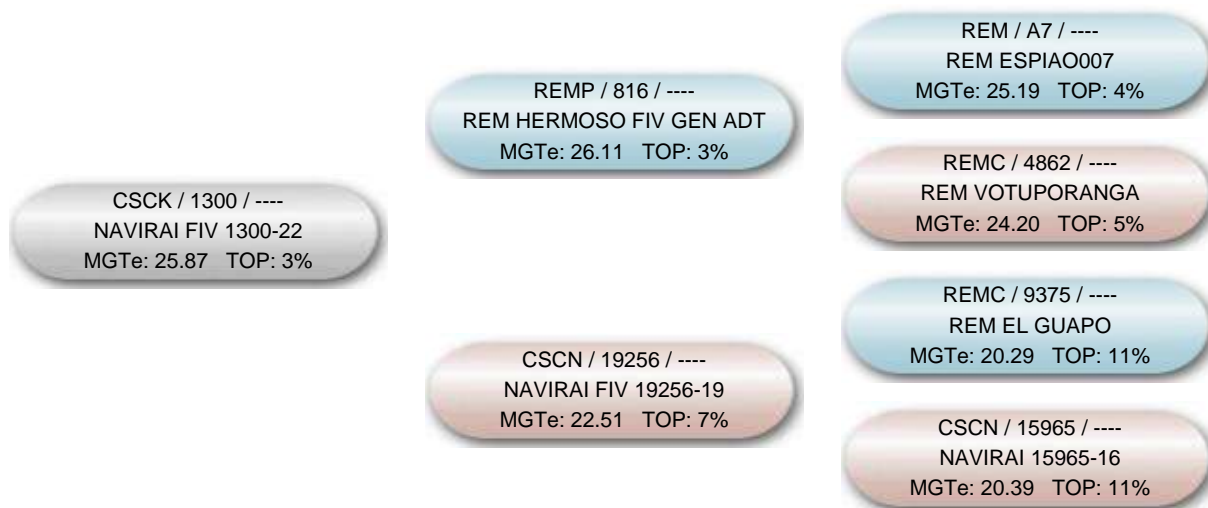 CSCK / 1300 / ----
NAVIRAI FIV 1300-22
MGTe: 25.87 TOP: 3%
REMP / 816 / ----
REM HERMOSO FIV GEN ADT
MGTe: 26.11 TOP: 3%
CSCN / 19256 / ----
NAVIRAI FIV 19256-19
MGTe: 22.51 TOP: 7%
REM / A7 / ----
REM ESPIAO007
MGTe: 25.19 TOP: 4%
REMC / 4862 / ----
REM VOTUPORANGA
MGTe: 24.20 TOP: 5%
REMC / 9375 / ----
REM EL GUAPO
MGTe: 20.29 TOP: 11%
CSCN / 15965 / ----
NAVIRAI 15965-16
MGTe: 20.39 TOP: 11%